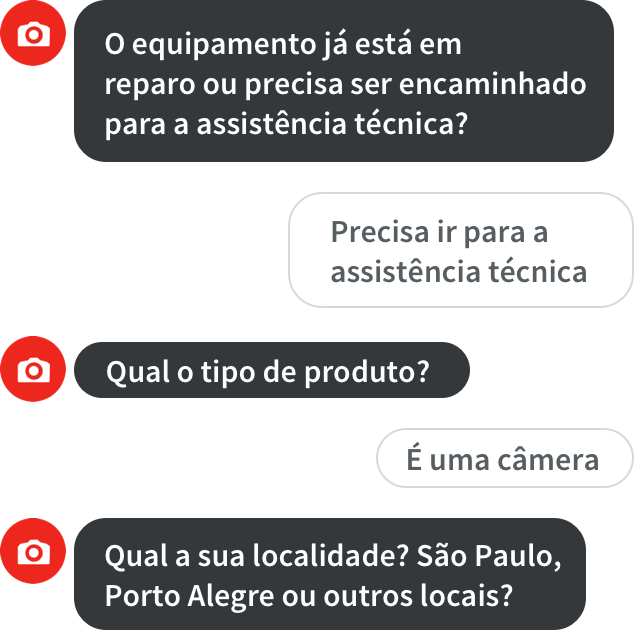 O equipamento já está em
reparo ou precisa ser encaminhado
para a assistência técnica?
Precisa ir para a
assistência técnica
Qual o tipo de produto?
É uma câmera
Qual a sua localidade? São Paulo,
Porto Alegre ou outros locais?